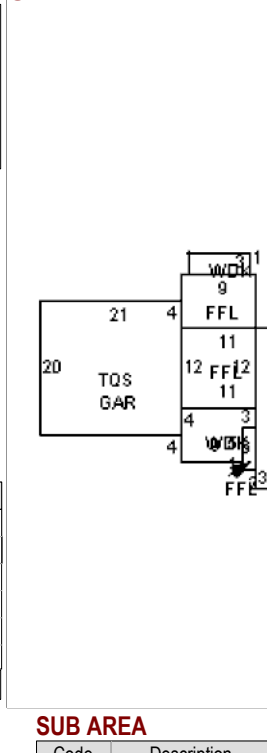 3 1
WDK
9
21 4 FFL
11
20 12 FFL 12
TQS
11
GAR
4 3
4 WDK
3
FFL
SUB AREA
Code Description